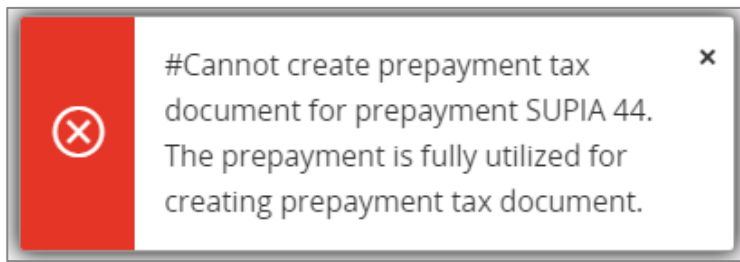 #Cannot create prepayment tax
document for prepayment SUPIA 44.
The prepayment is fully utilized for
creating prepayment tax document.